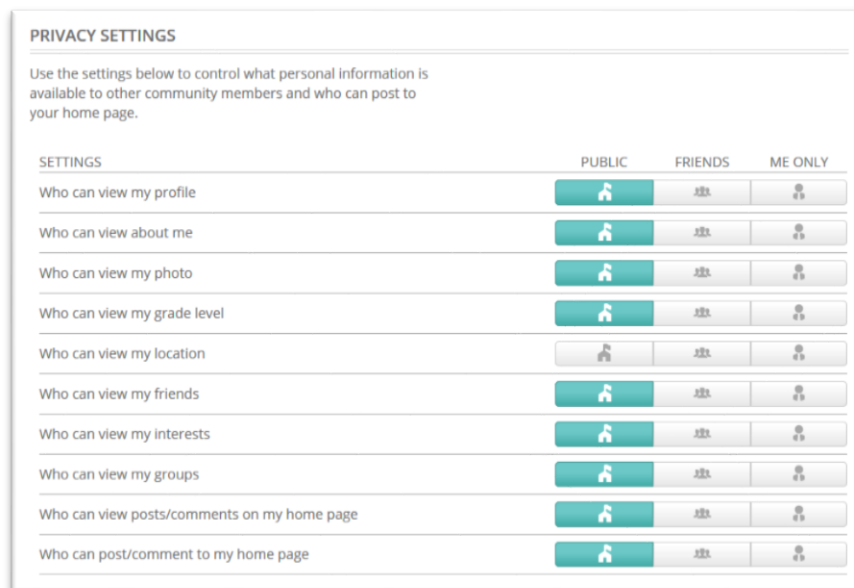 PRIVACY SETTINGS
Use the settings below to control what personal information is
available to other community members and who can post to
your home page.
SETTINGS PUBLIC FRIENDS ME ONLY
Who can view my profile
Who can view about me
Who can view my photo
Who can view my grade level
Who can view my location
Who can view my friends
Who can view my interests
Who can view my groups
Who can view posts/comments on my home page
Who can post/comment to my home page